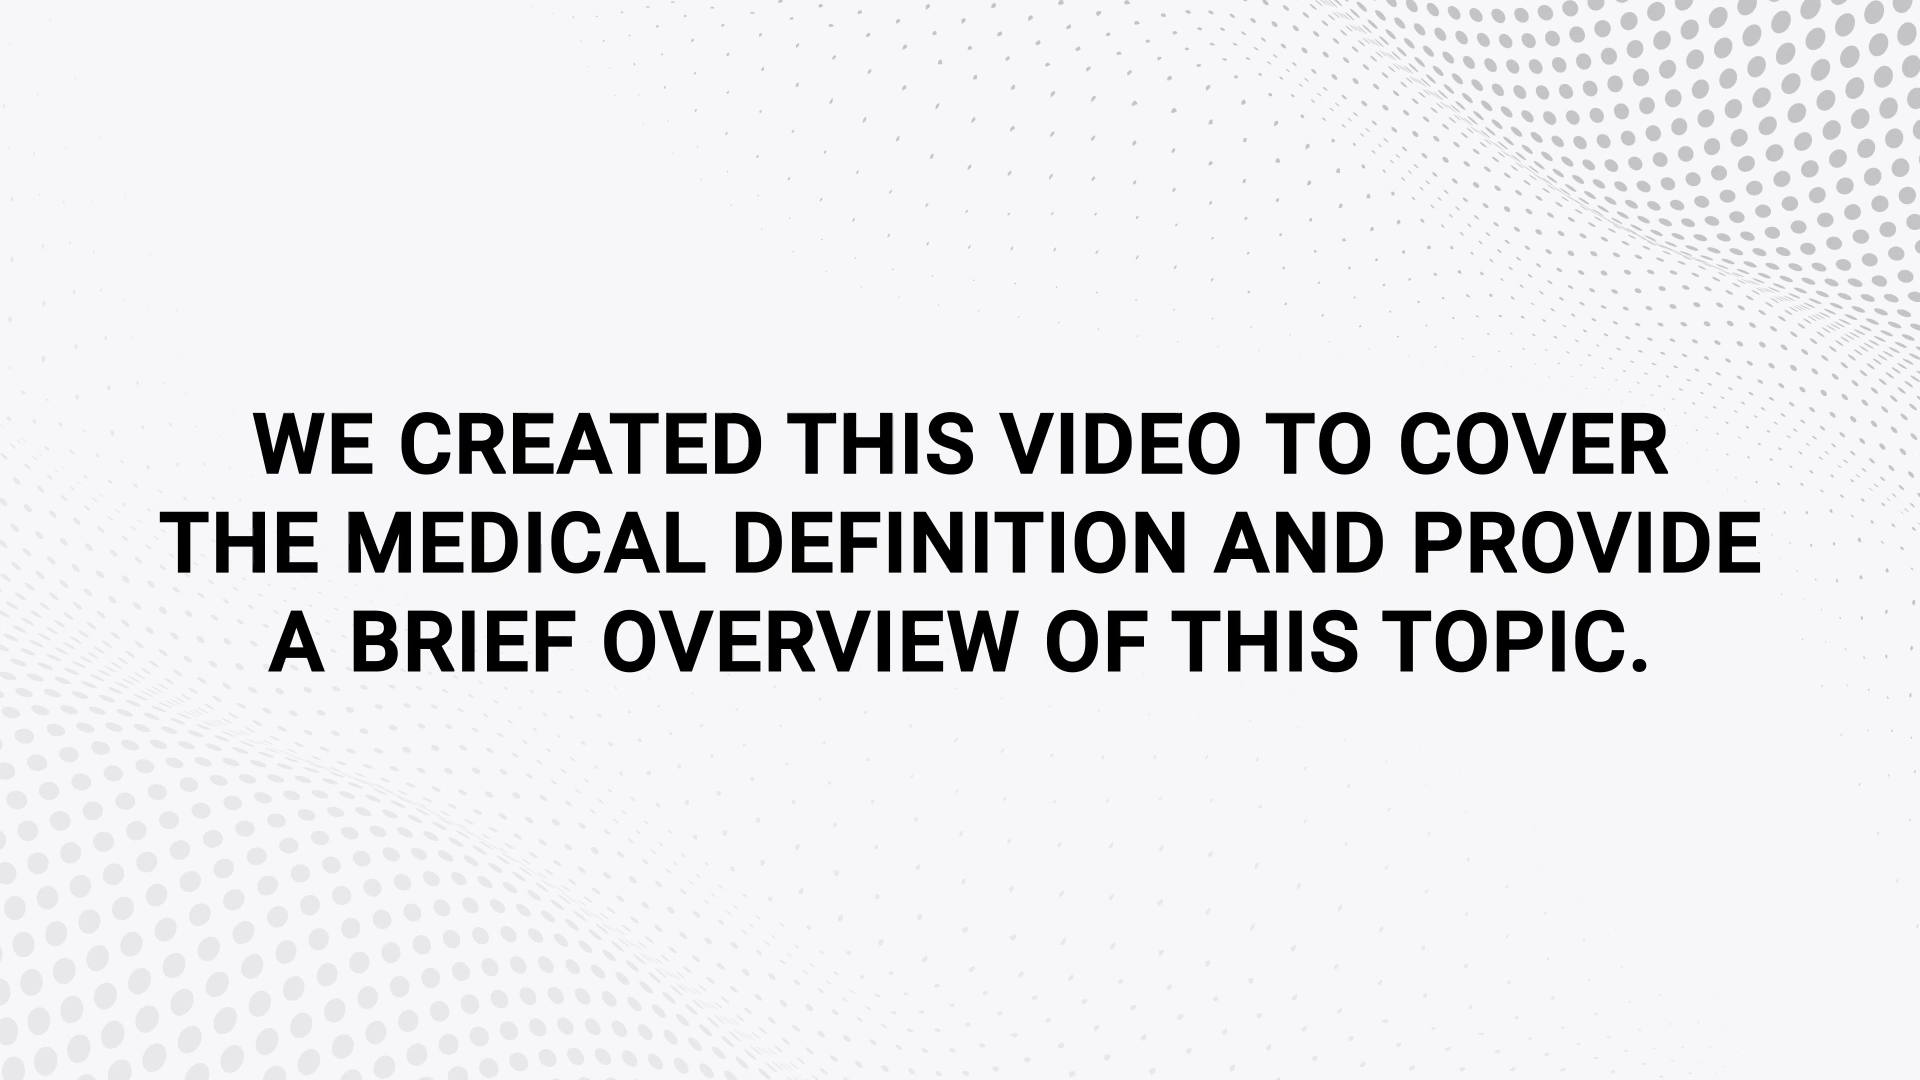 WE CREATED THIS VIDEO TO COVER
THE MEDICAL DEFINITION AND PROVIDE
A BRIEF OVERVIEW OF THIS TOPIC.